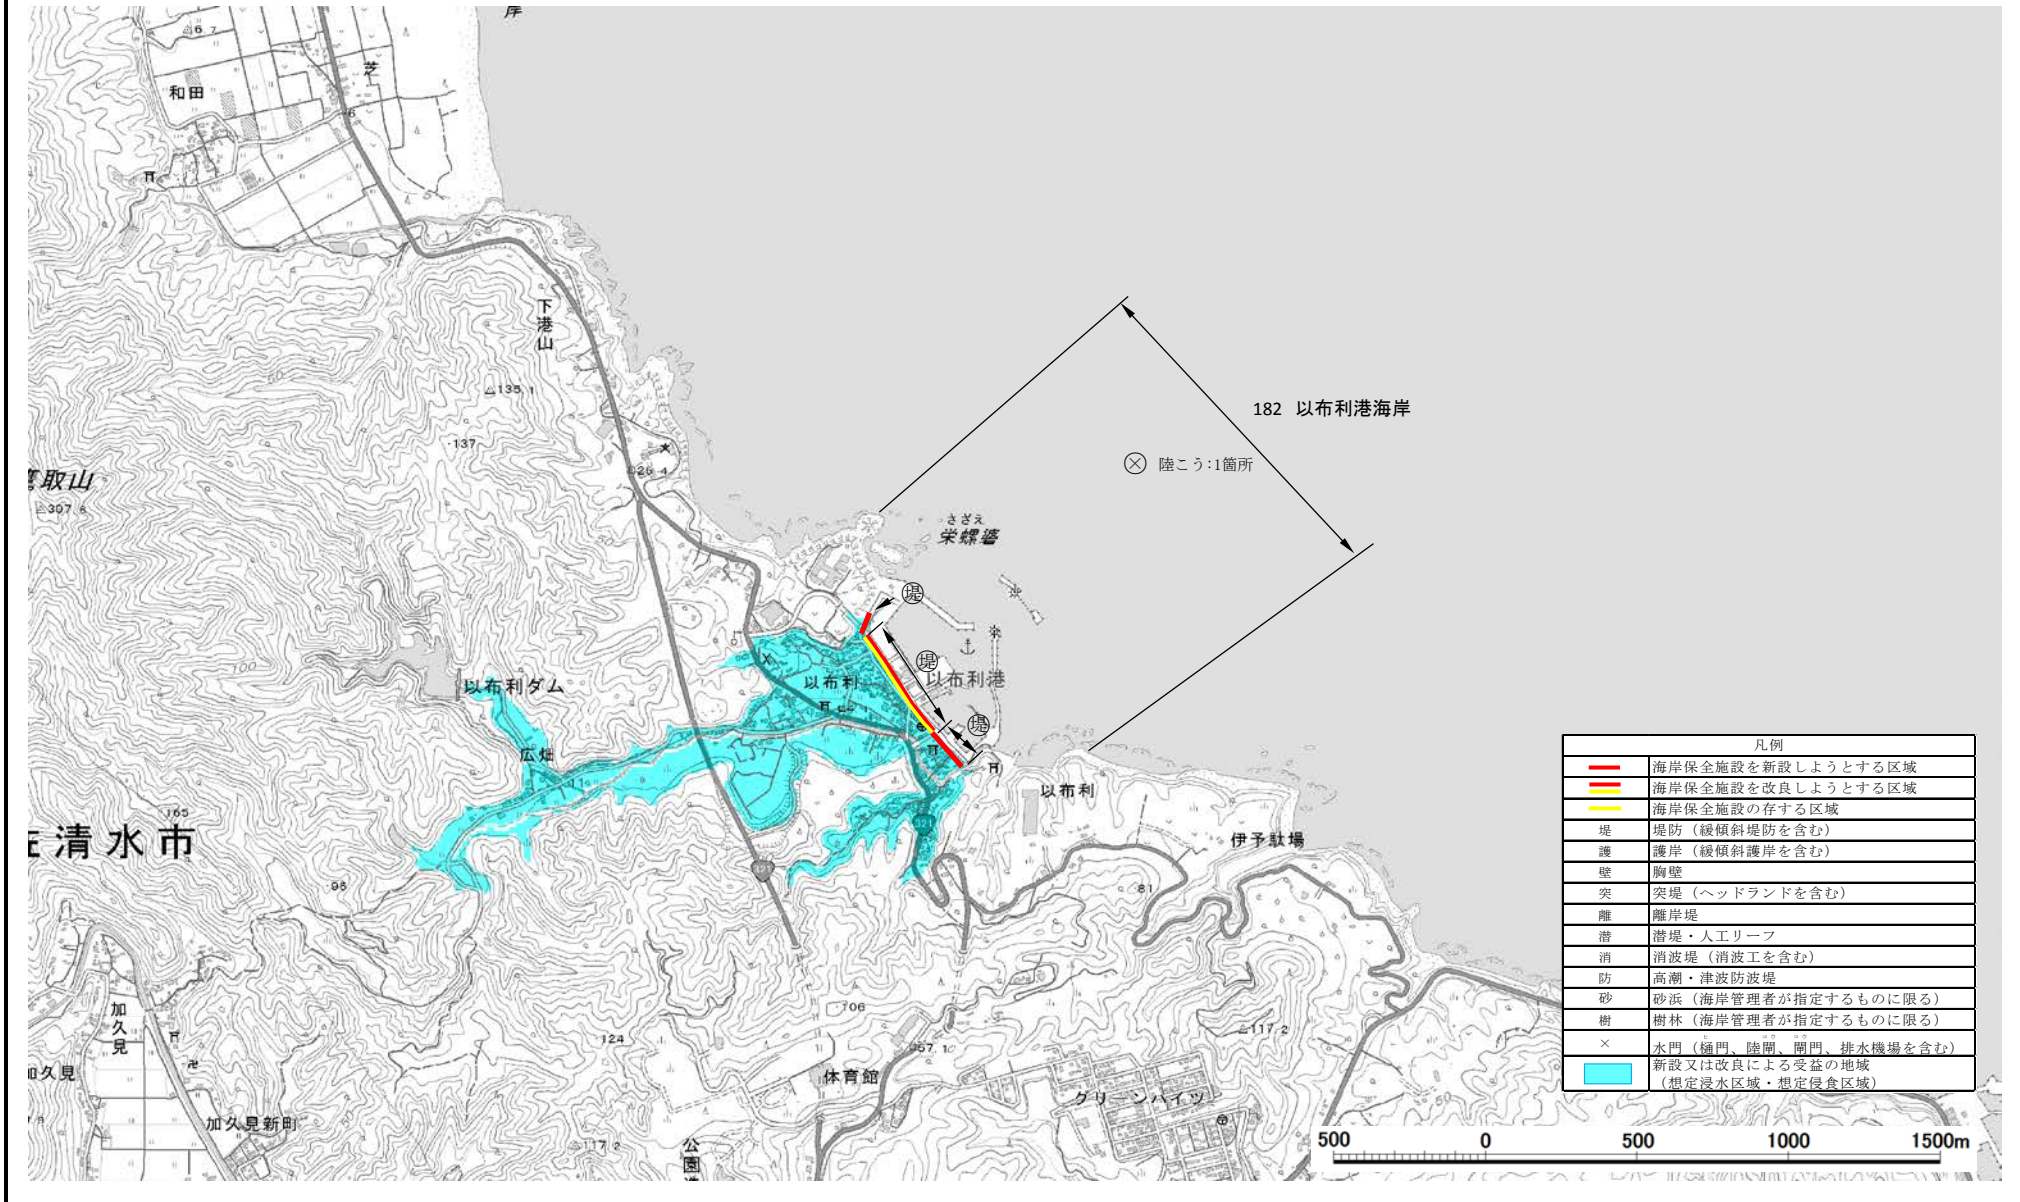 岸
和田
芝
下港山
182 以布利港海岸
陸こう:1箇所
さざえ
栄螺碆
135.1
137
取山
307.6
堤
堤
以布利港
堤
以布利
以布利ダム
広畑
11
以布利
伊予駄場
清水市
165
96
81
321
加久見
106
124
117.2
67.1
体育館
グリーンハイツ
加久見新町
117.2
公園
50
100
凡例
海岸保全施設を新設しようとする区域
海岸保全施設を改良しようとする区域
海岸保全施設の存する区域
堤 堤防（緩傾斜堤防を含む）
護 護岸（緩傾斜護岸を含む）
壁 胸壁
突 突堤（ヘッドランドを含む）
離 離岸堤
潜 潜堤・人工リーフ
消 消波堤（消波工を含む）
防 高潮・津波防波堤
砂 砂浜（海岸管理者が指定するものに限る）
樹 樹林（海岸管理者が指定するものに限る）
× 水門（樋門、陸閘、閘門、排水機場を含む）
新設又は改良による受益の地域
（想定浸水区域・想定侵食区域）
500 0 500 1000 1500m